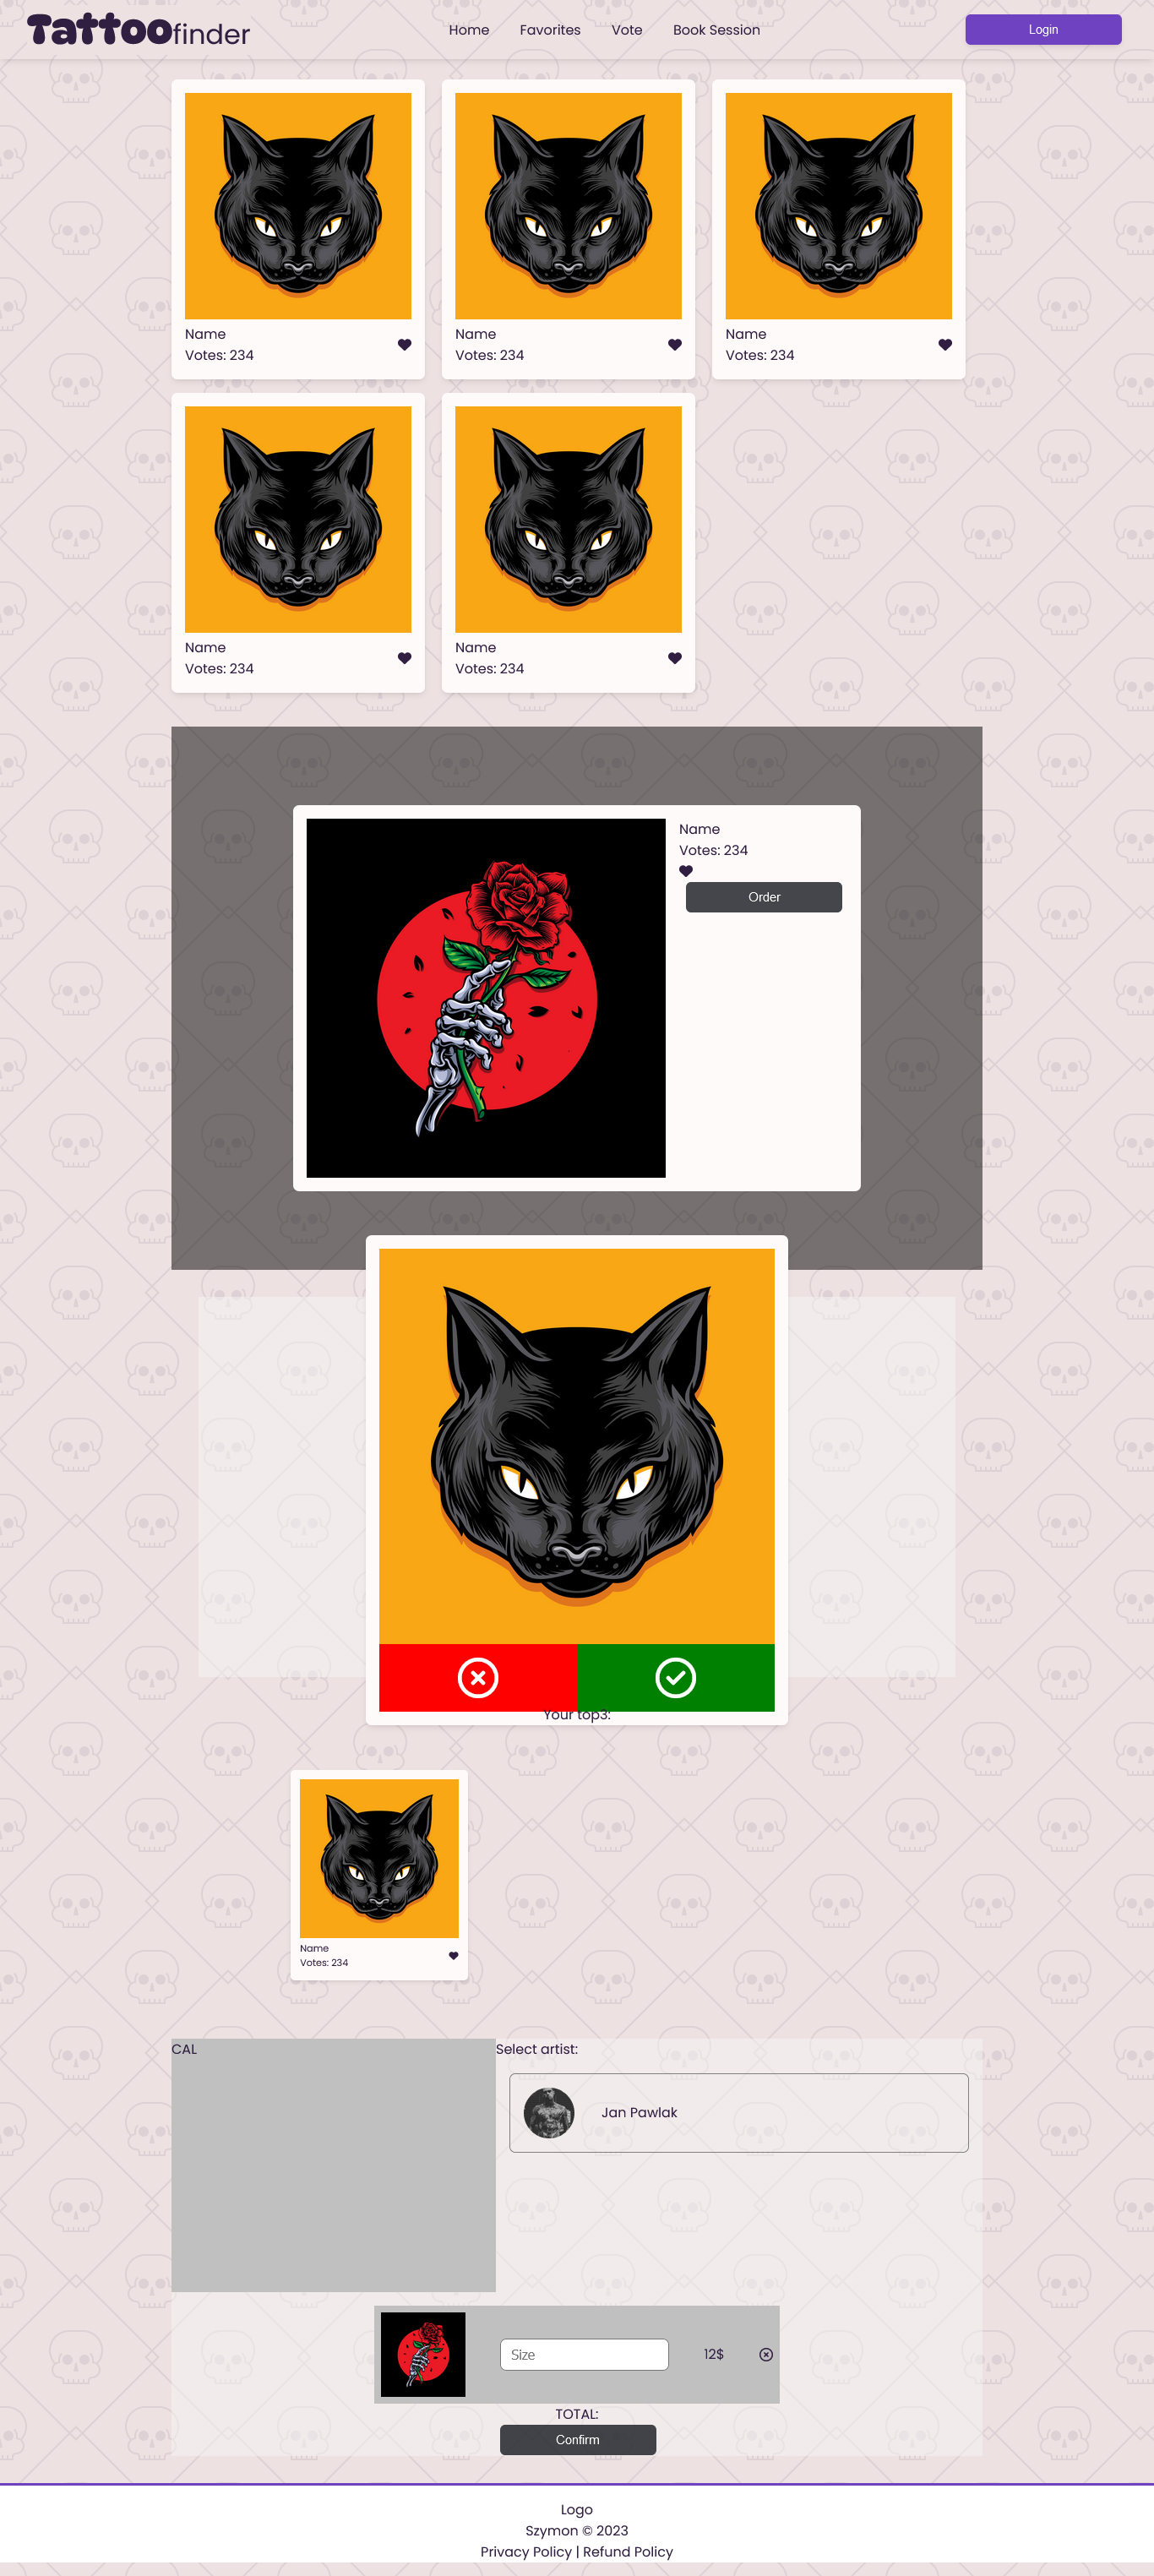 Tattoofinder
Home Favorites Vote Book Session
Login
Name
Votes: 234
Name
Votes: 234
Name
Votes: 234
Name
Votes: 234
Name
Votes: 234
Name
Votes: 234
Order
Your top3:
Name
Votes: 234
CAL
Select artist:
Jan Pawlak
Size
12$
TOTAL:
Confirm
Logo
Szymon © 2023
Privacy Policy | Refund Policy